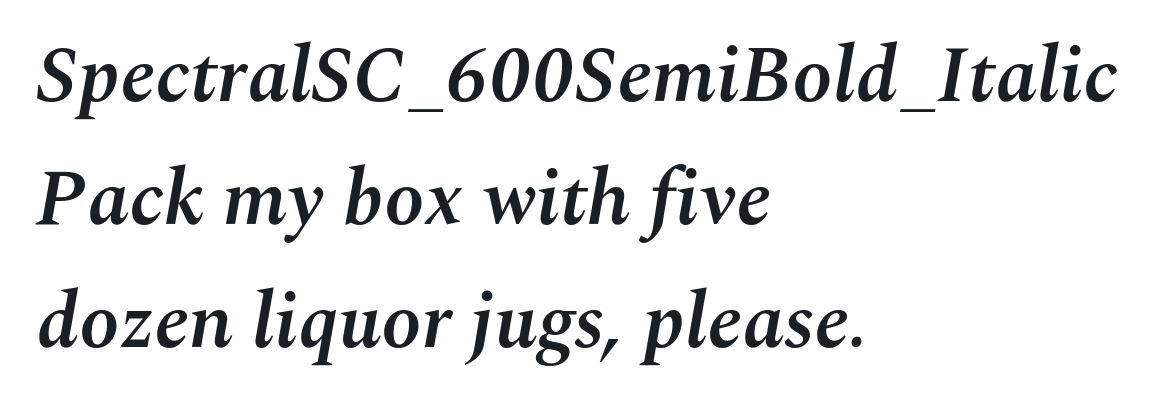 SpectralSC_600SemiBold_Italic
Pack my box with five
dozen liquor jugs, please.